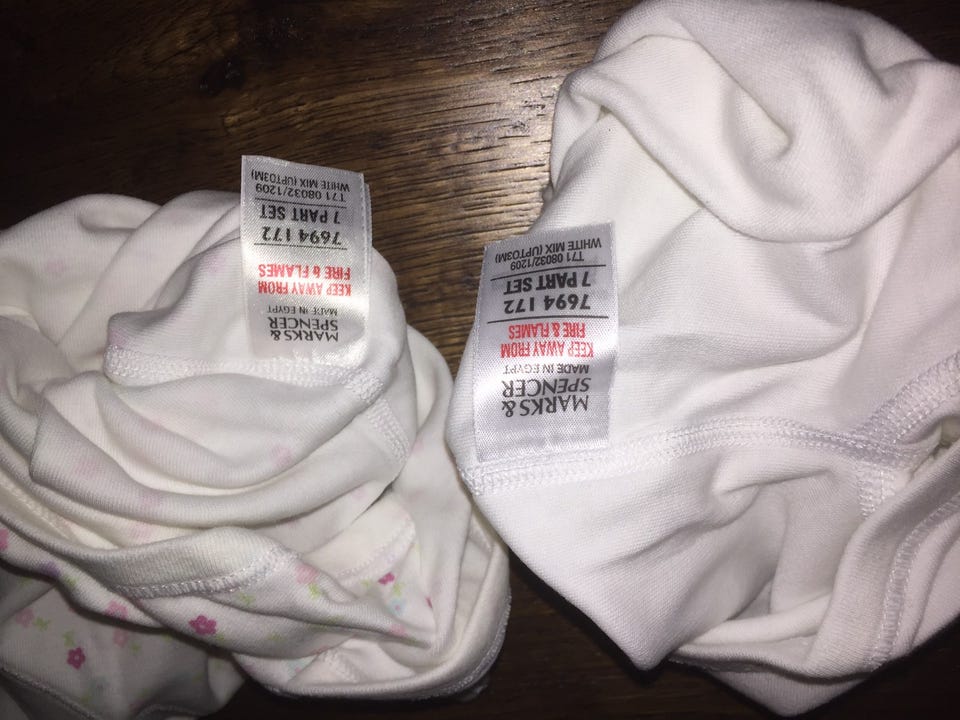 MARKS &
SPENCER
MADE IN EGYPT
KEEP AWAY FROM
FIRE & FLAMES
7694 172
7 PART SET
T71 08032/1209
WHITE MIX (UPTO3M)
MARKS &
SPENCER
MADE IN EGYPT
KEEP AWAY FROM
FIRE & FLAMES
7694 172
7 PART SET
T71 08032/1209
WHITE MIX (UPTO3M)